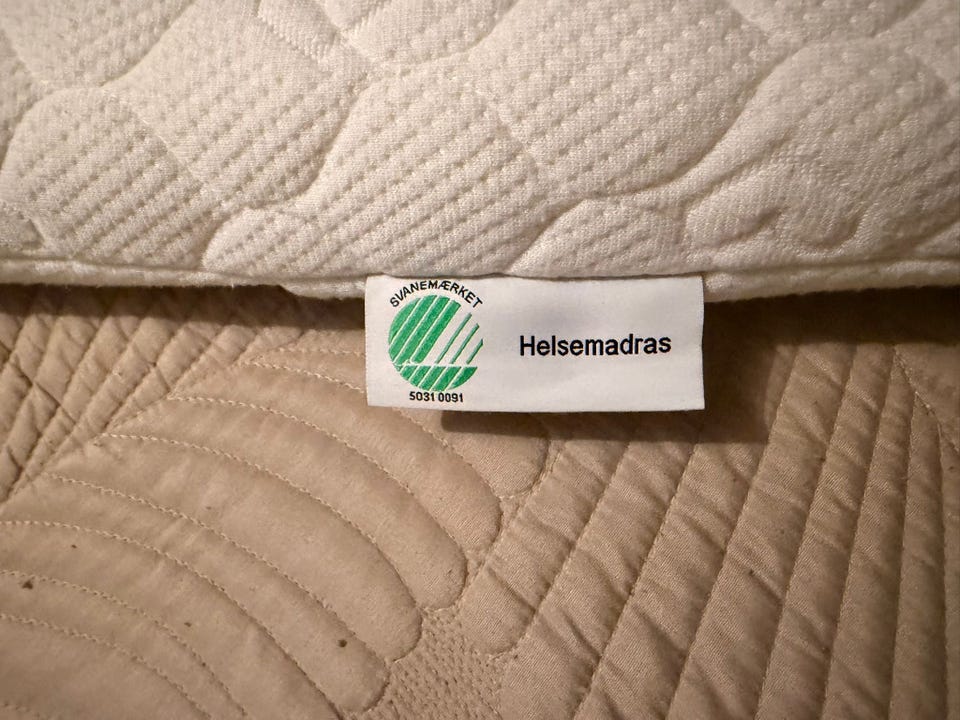 SVANEMÆRKET
Helsemadras
5031 0091